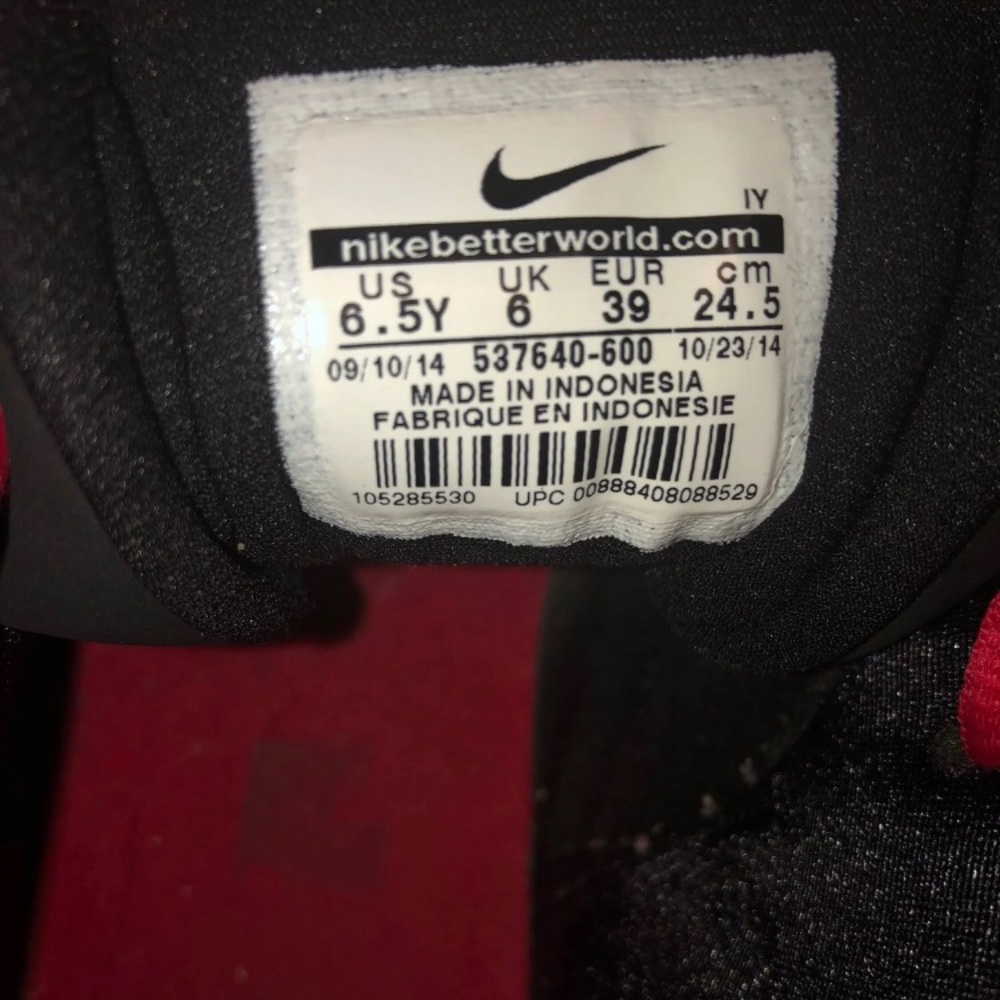 IY
nikebetterworld.com
US UK EUR cm
6.5Y 6 39 24.5
09/10/14 537640-600 10/23/14
MADE IN INDONESIA
FABRIQUE EN INDONESIE
105285530 UPC 00888408088529